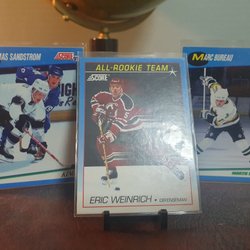 MAS SANDSTROM
SCORE
ALL-ROOKIE TEAM
SCORE
ERIC WEINRICH • DEFENSEMAN
MARC BUREAU